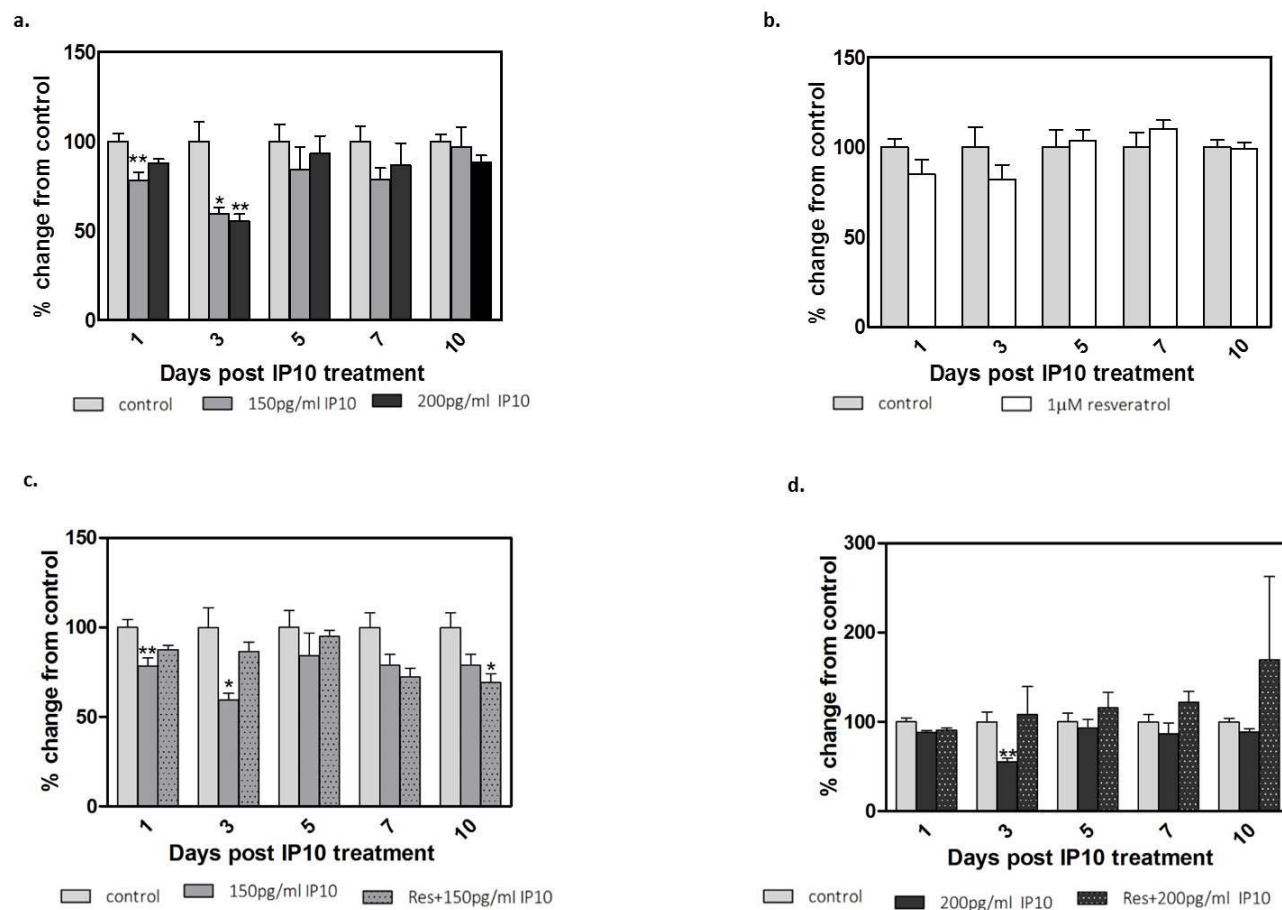 a.
150
100
50
0
% change from control
**
*
**
1
3
5
7
10
Days post IP10 treatment
control
150pg/ml IP10
200pg/ml IP10
b.
150
100
50
0
% change from control
1
3
5
7
10
Days post IP10 treatment
control
1µM resveratrol
c.
150
100
50
0
% change from control
**
*
*
1
3
5
7
10
Days post IP10 treatment
control
150pg/ml IP10
Res+150pg/ml IP10
d.
300
200
100
0
% change from control
**
1
3
5
7
10
Days post IP10 treatment
control
200pg/ml IP10
Res+200pg/ml IP10